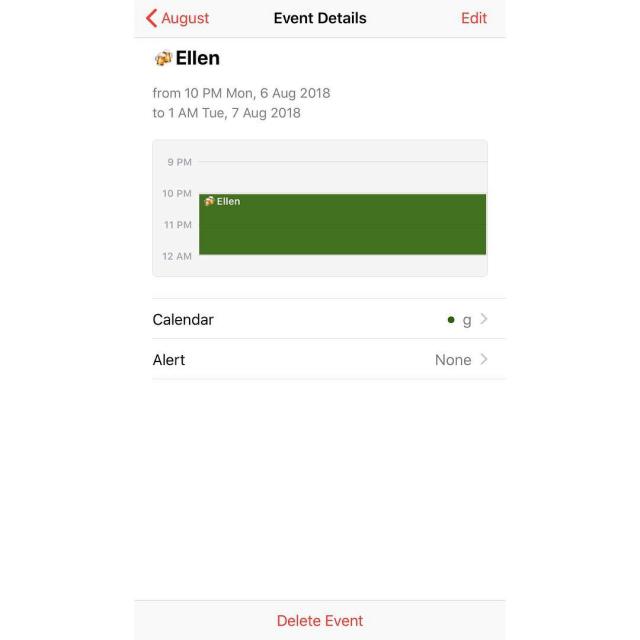 August Event Details Edit
🍻Ellen
from 10 PM Mon, 6 Aug 2018
to 1 AM Tue, 7 Aug 2018
9 PM
10 PM
🍻Ellen
11 PM
12 AM
Calendar g
Alert None
Delete Event